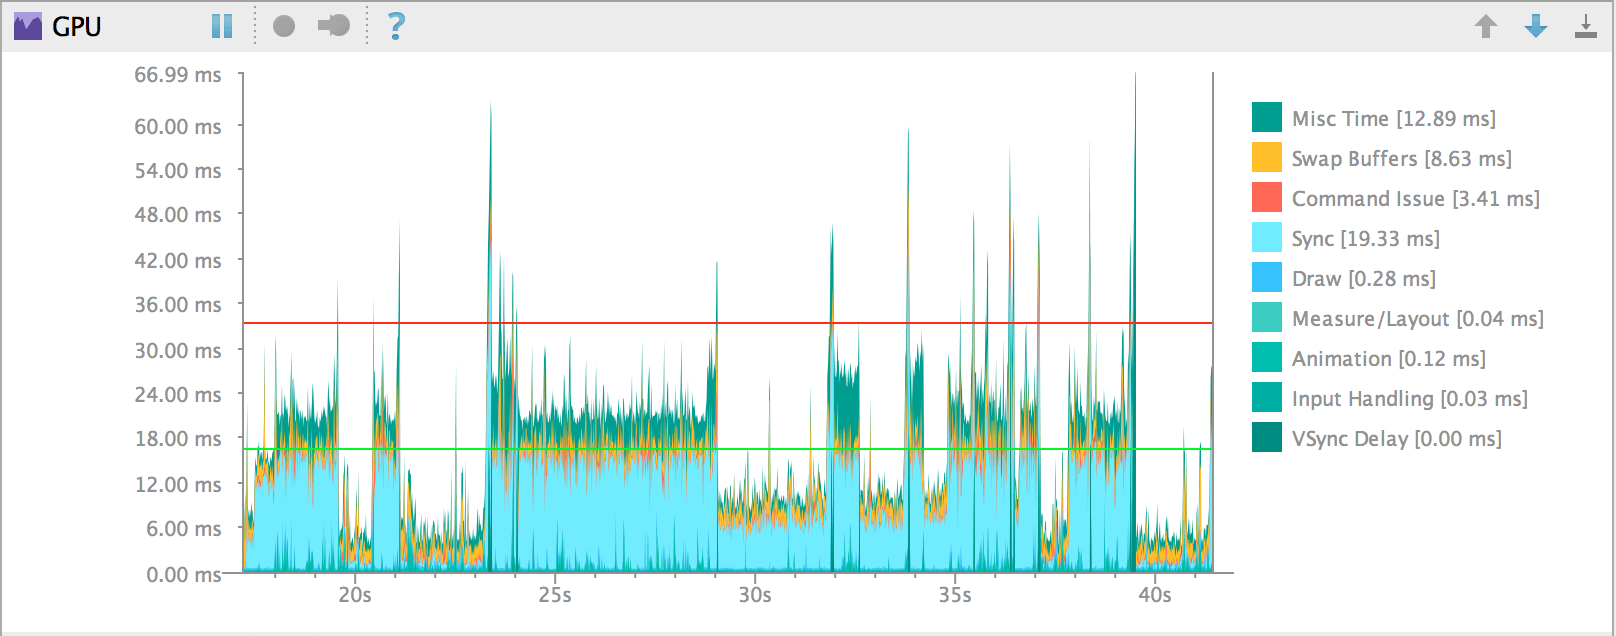 GPU
?
66.99 ms
60.00 ms
54.00 ms
48.00 ms
42.00 ms
36.00 ms
30.00 ms
24.00 ms
18.00 ms
12.00 ms
6.00 ms
0.00 ms
20s 25s 30s 35s 40s
Misc Time [12.89 ms]
Swap Buffers [8.63 ms]
Command Issue [3.41 ms]
Sync [19.33 ms]
Draw [0.28 ms]
Measure/Layout [0.04 ms]
Animation [0.12 ms]
Input Handling [0.03 ms]
VSync Delay [0.00 ms]